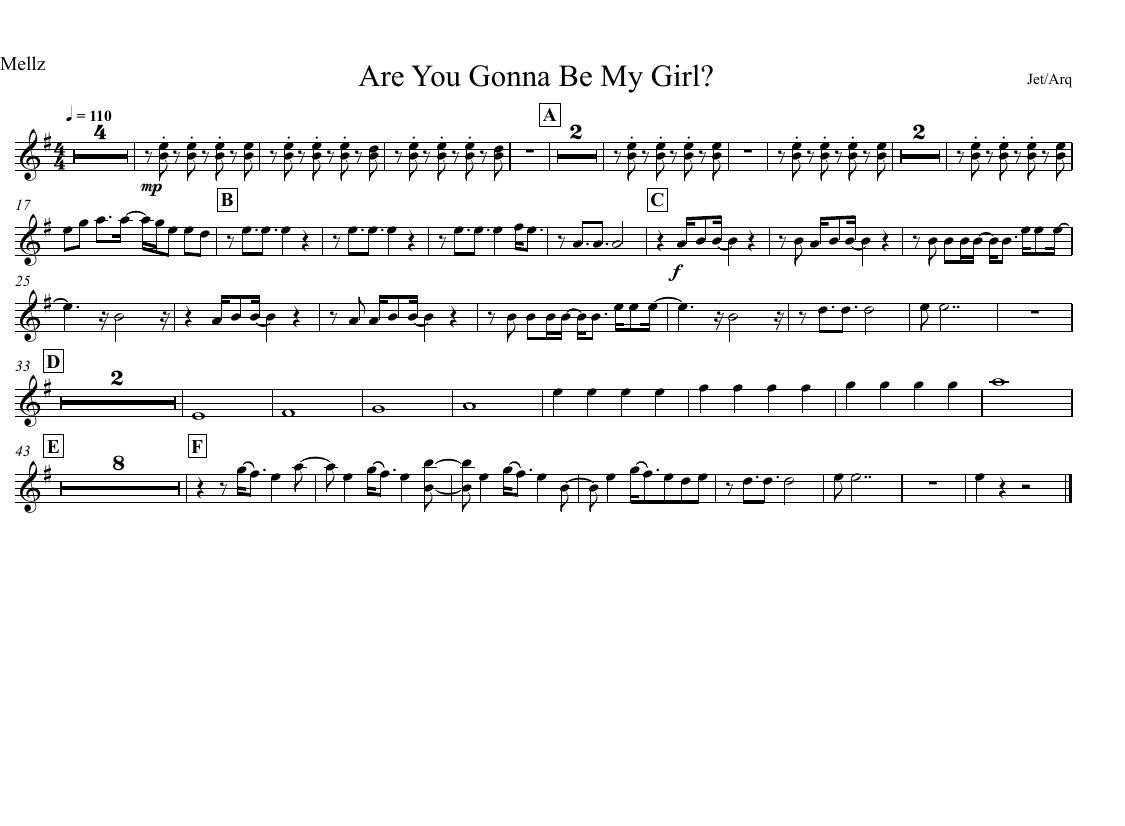 Mellz
Are You Gonna Be My Girl?
Jet/Arq
♩ = 110
A
4
2
2
mp
17
B
C
f
25
33
D
2
43
E
F
8